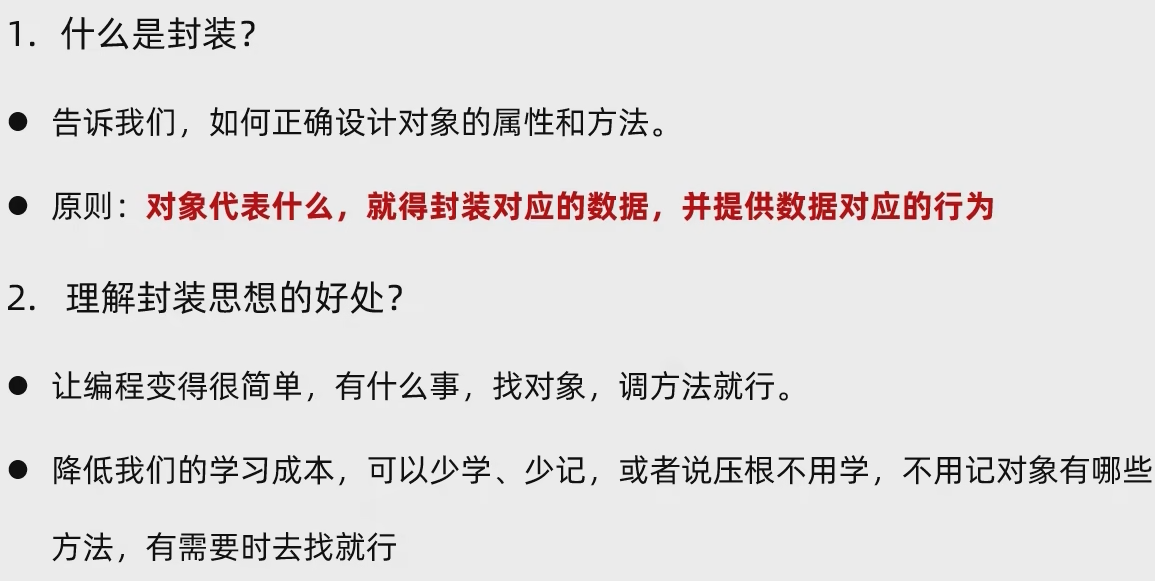 1. 什么是封装？
● 告诉我们，如何正确设计对象的属性和方法。
● 原则：对象代表什么，就得封装对应的数据，并提供数据对应的行为
2. 理解封装思想的好处？
● 让编程变得很简单，有什么事，找对象，调方法就行。
● 降低我们的学习成本，可以少学、少记，或者说压根不用学，不用记对象有哪些
方法，有需要时去找就行